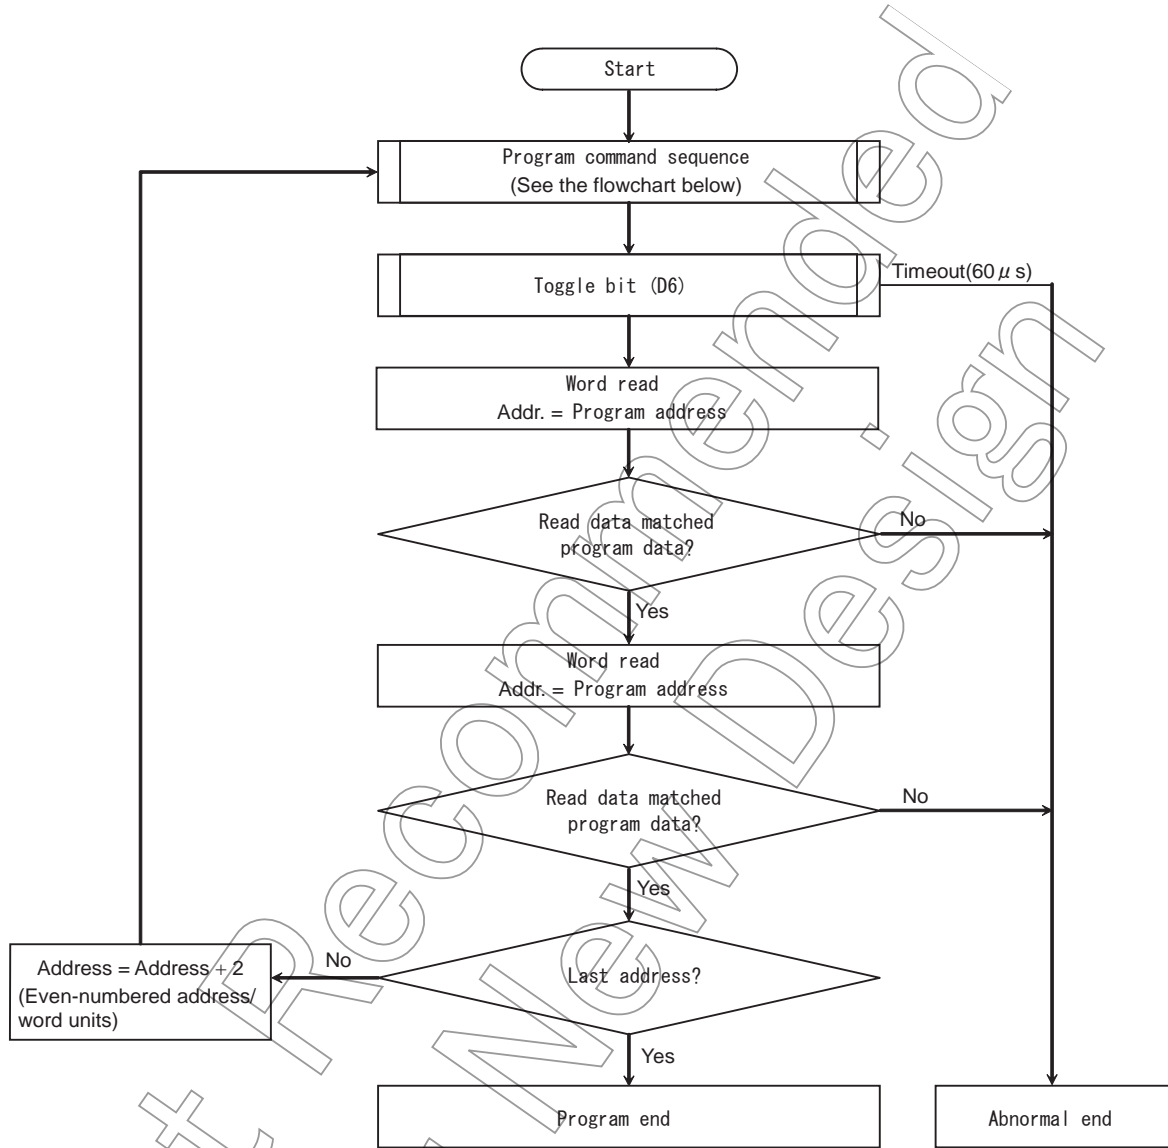 Start
Program command sequence
(See the flowchart below)
Toggle bit (D6)
Timeout(60 μ s)
Word read
Addr. = Program address
Read data matched
program data?
No
Yes
Word read
Addr. = Program address
Read data matched
program data?
No
Yes
Address = Address + 2
(Even-numbered address/
word units)
No
Last address?
Yes
Program end
Abnormal end
Recommended
New Design